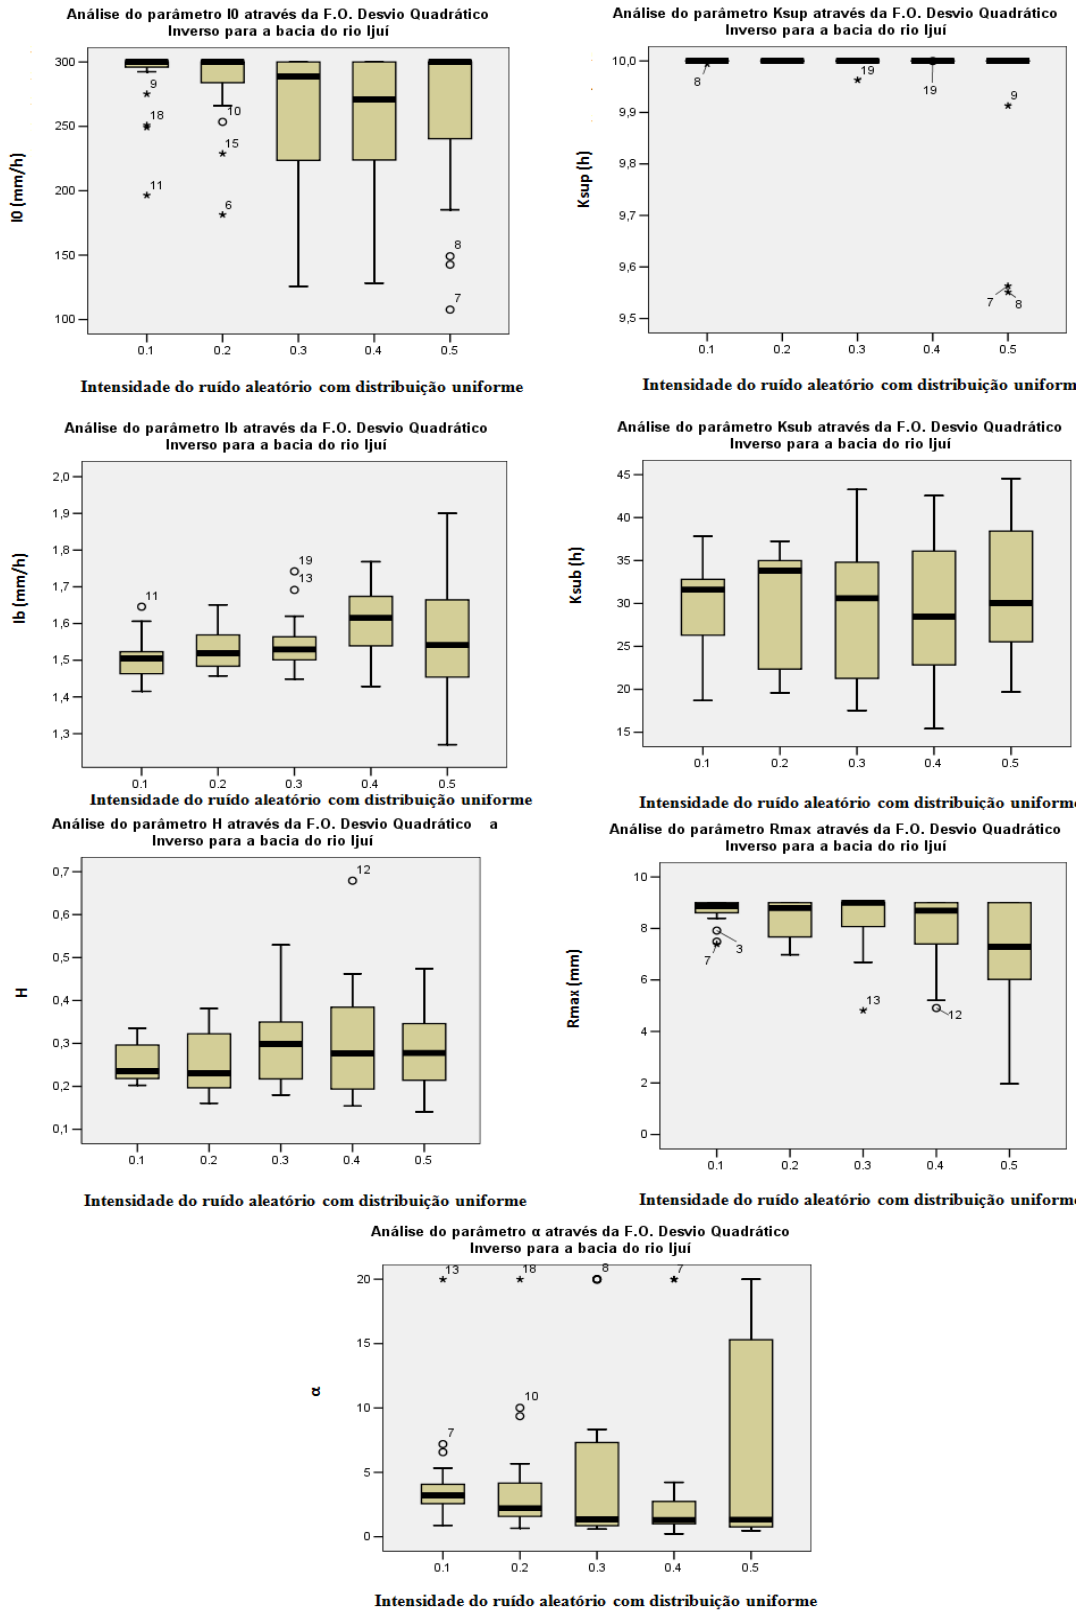 Análise do parâmetro I0 através da F.O. Desvio Quadrático
Inverso para a bacia do rio Ijuí
300
250
200
150
100
I0 (mm/h)
9
18
11
10
15
6
8
7
0.1 0.2 0.3 0.4 0.5
Intensidade do ruído aleatório com distribuição uniforme
Análise do parâmetro Ksup através da F.O. Desvio Quadrático
Inverso para a bacia do rio Ijuí
10,0
9,9
9,8
9,7
9,6
9,5
Ksup (h)
8
19
19
9
7
8
0.1 0.2 0.3 0.4 0.5
Intensidade do ruído aleatório com distribuição uniform
Análise do parâmetro Ib através da F.O. Desvio Quadrático
Inverso para a bacia do rio Ijuí
2,0
1,9
1,8
1,7
1,6
1,5
1,4
1,3
Ib (mm/h)
11
19
13
0.1 0.2 0.3 0.4 0.5
Intensidade do ruído aleatório com distribuição uniforme
Análise do parâmetro Ksub através da F.O. Desvio Quadrático
Inverso para a bacia do rio Ijuí
45
40
35
30
25
20
15
Ksub (h)
0.1 0.2 0.3 0.4 0.5
Intensidade do ruído aleatório com distribuição uniform
Análise do parâmetro H através da F.O. Desvio Quadrático a
Inverso para a bacia do rio Ijuí
0,7
0,6
0,5
0,4
0,3
0,2
0,1
H
12
0.1 0.2 0.3 0.4 0.5
Intensidade do ruído aleatório com distribuição uniforme
Análise do parâmetro Rmax através da F.O. Desvio Quadrático
Inverso para a bacia do rio Ijuí
10
8
6
4
2
0
Rmax (mm)
3
7
13
12
0.1 0.2 0.3 0.4 0.5
Intensidade do ruído aleatório com distribuição uniform
Análise do parâmetro α através da F.O. Desvio Quadrático
Inverso para a bacia do rio Ijuí
20
15
10
5
0
α
13
7
18
10
8
7
0.1 0.2 0.3 0.4 0.5
Intensidade do ruído aleatório com distribuição uniforme